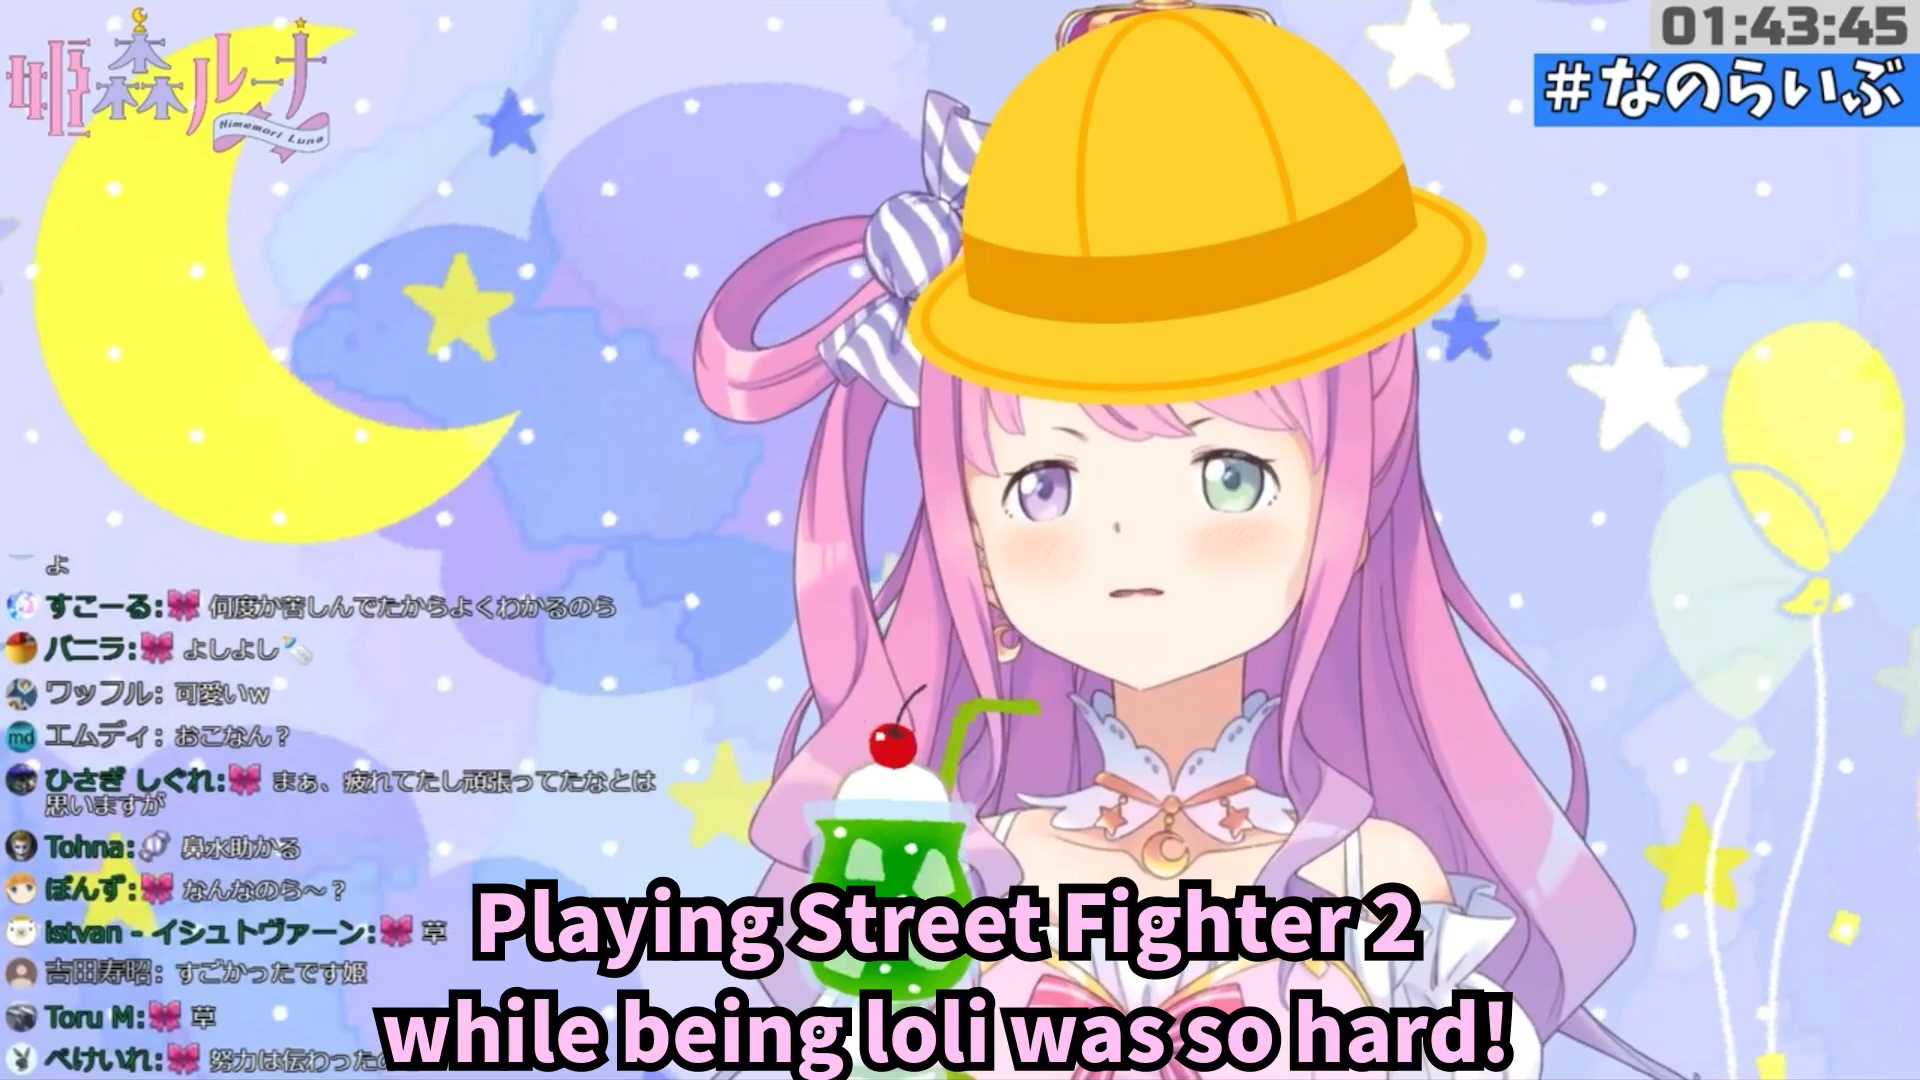 姫森ルーナ
Himemori Luna
01:43:45
#なのらいぶ
よ
すこーる: 何度か苦しんでたからよくわかるのら
バニラ: よしよし
ワッフル: 可愛いw
md エムディ: おこなん？
ひさぎ しぐれ: まぁ、疲れてたし頑張ってたなとは
思いますが
Tohna: 鼻水助かる
ぽんず: なんなのら～？
istvan - イシュトヴァーン: 草
吉田寿昭: すごかったです姫
Toru M: 草
べけいれ: 努力は伝わったの
Playing Street Fighter 2
while being loli was so hard!